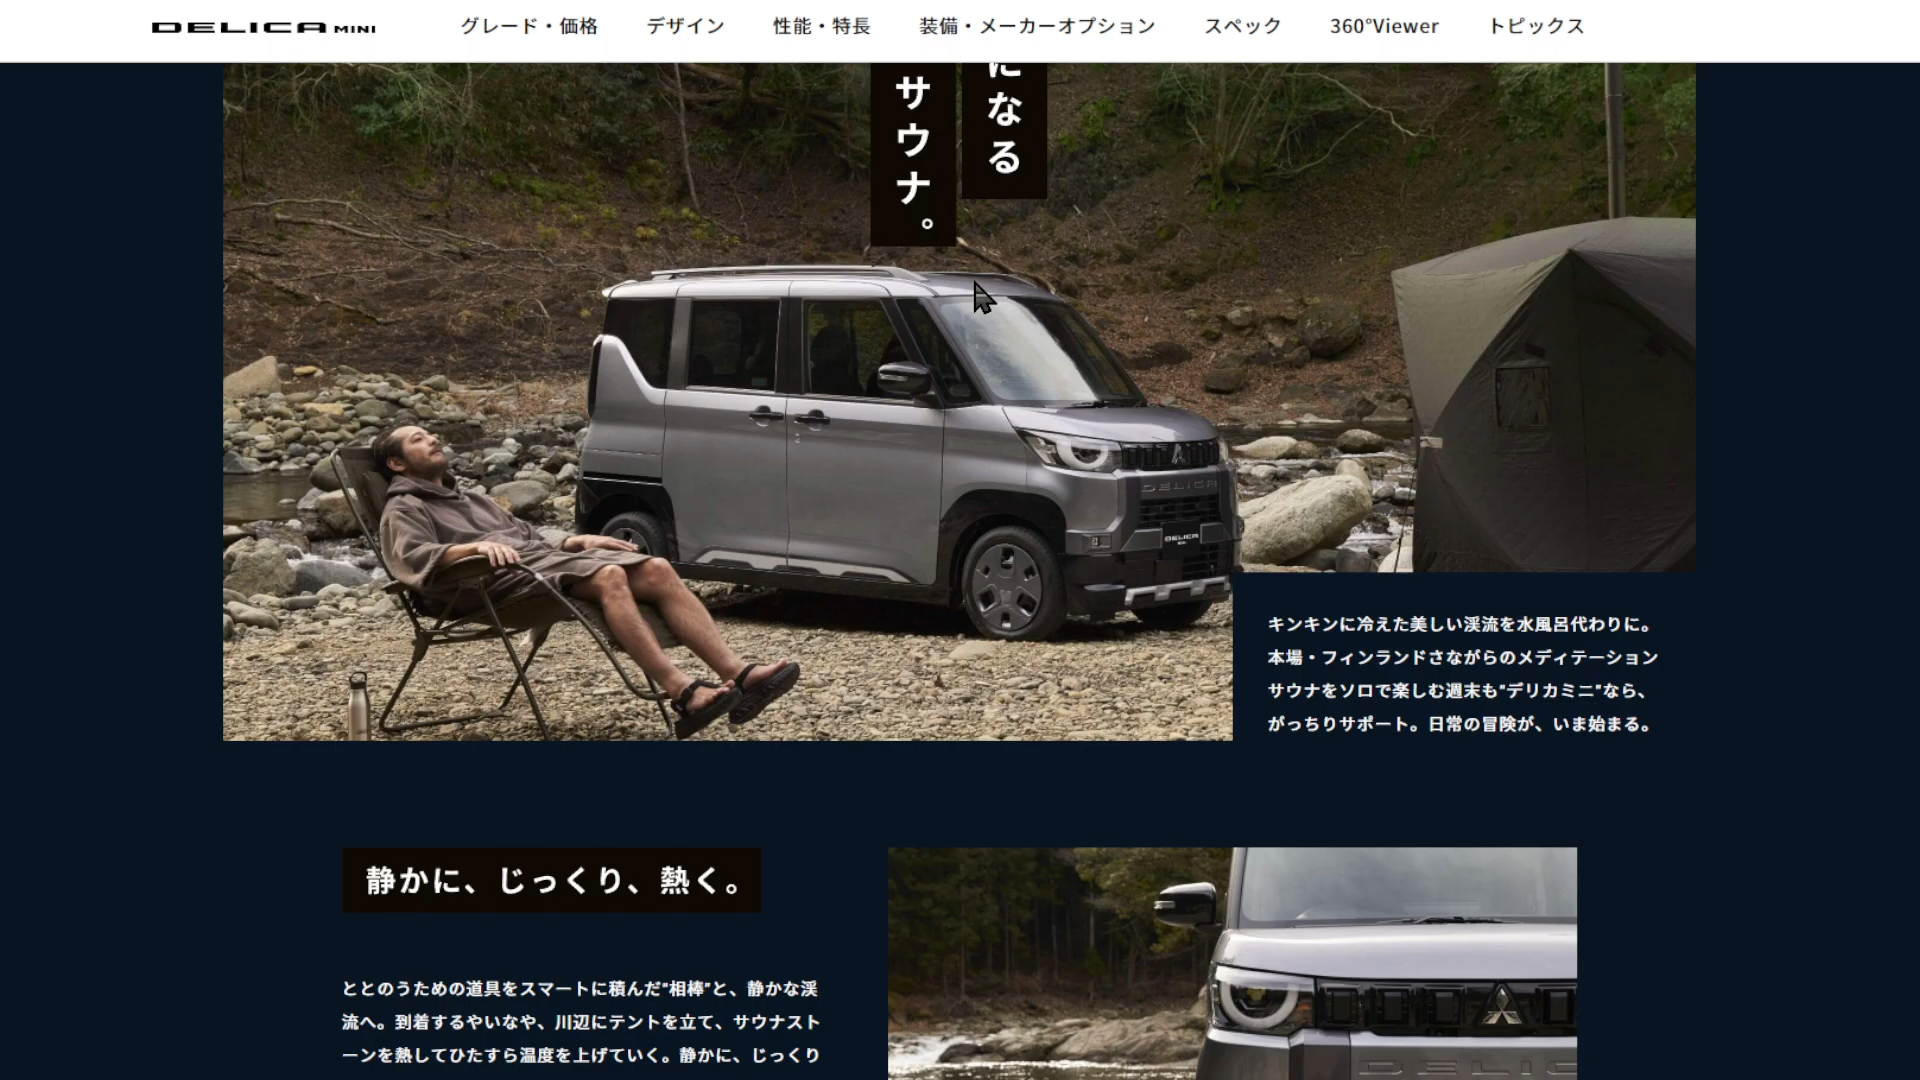 DELICA MINI
グレード・価格
デザイン
性能・特長
装備・メーカーオプション
スペック
360°Viewer
トピックス
になる
サウナ。
DELICA
DELICA
MINI
キンキンに冷えた美しい渓流を水風呂代わりに。
本場・フィンランドさながらのメディテーション
サウナをソロで楽しむ週末も"デリカミニ"なら、
がっちりサポート。日常の冒険が、いま始まる。
静かに、じっくり、熱く。
ととのうための道具をスマートに積んだ"相棒"と、静かな渓
流へ。到着するやいなや、川辺にテントを立て、サウナスト
ーンを熱してひたすら温度を上げていく。静かに、じっくり
DELIC